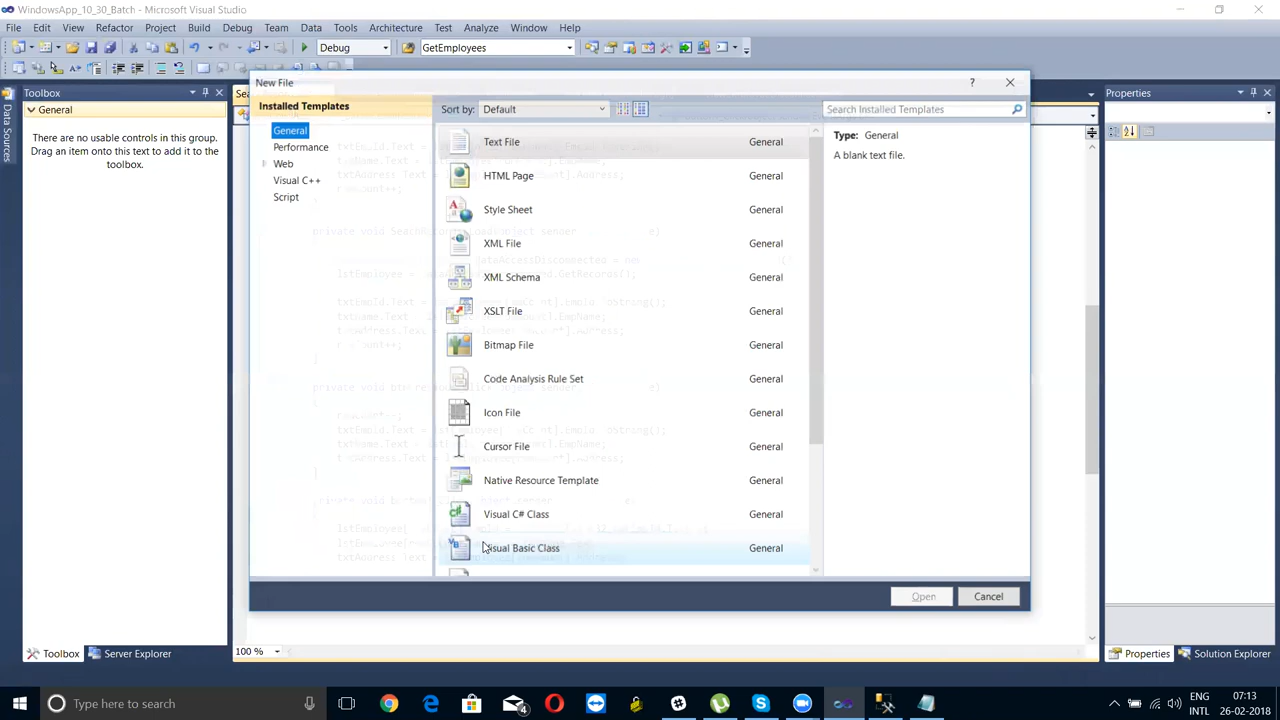 WindowsApp_10_30_Batch - Microsoft Visual Studio
File Edit View Refactor Project Build Debug Team Data Tools Architecture Test Analyze Window Help
Debug GetEmployees
Toolbox
General
There are no usable controls in this group.
Drag an item onto this text to add it to the
toolbox.
Data Sources
New File
Installed Templates
General
Performance
Web
Visual C++
Script
Sort by: Default
Search Installed Templates
Text File General
HTML Page General
Style Sheet General
XML File General
XML Schema General
XSLT File General
Bitmap File General
Code Analysis Rule Set General
Icon File General
Cursor File General
Native Resource Template General
Visual C# Class General
Visual Basic Class General
Type: General
A blank text file.
Open Cancel
Properties
100 %
Toolbox Server Explorer
Properties Solution Explorer
Type here to search
ENG
INTL
07:13
26-02-2018